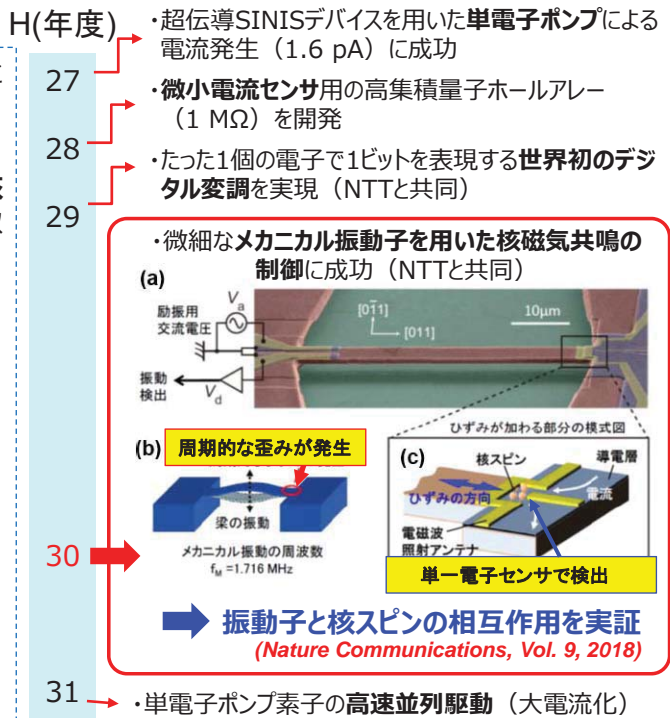 H(年度)
27
・超伝導SINISデバイスを用いた単電子ポンプによる
電流発生（1.6 pA）に成功
・微小電流センサ用の高集積量子ホールアレー
（1 MΩ）を開発
28
・たった1個の電子で1ビットを表現する世界初のデジ
タル変調を実現（NTTと共同）
29
・微細なメカニカル振動子を用いた核磁気共鳴の
制御に成功（NTTと共同）
(a)
Va
励振用
交流電圧
[01̄1]
[011]
10μm
振動
検出
Vd
ひずみが加わる部分の模式図
(b)
周期的な歪みが発生
梁の振動
メカニカル振動の周波数
fM =1.716 MHz
(c)
核スピン
導電層
ひずみの方向
電流
電磁波
照射アンテナ
単一電子センサで検出
30
振動子と核スピンの相互作用を実証
(Nature Communications, Vol. 9, 2018)
31
・単電子ポンプ素子の高速並列駆動（大電流化）